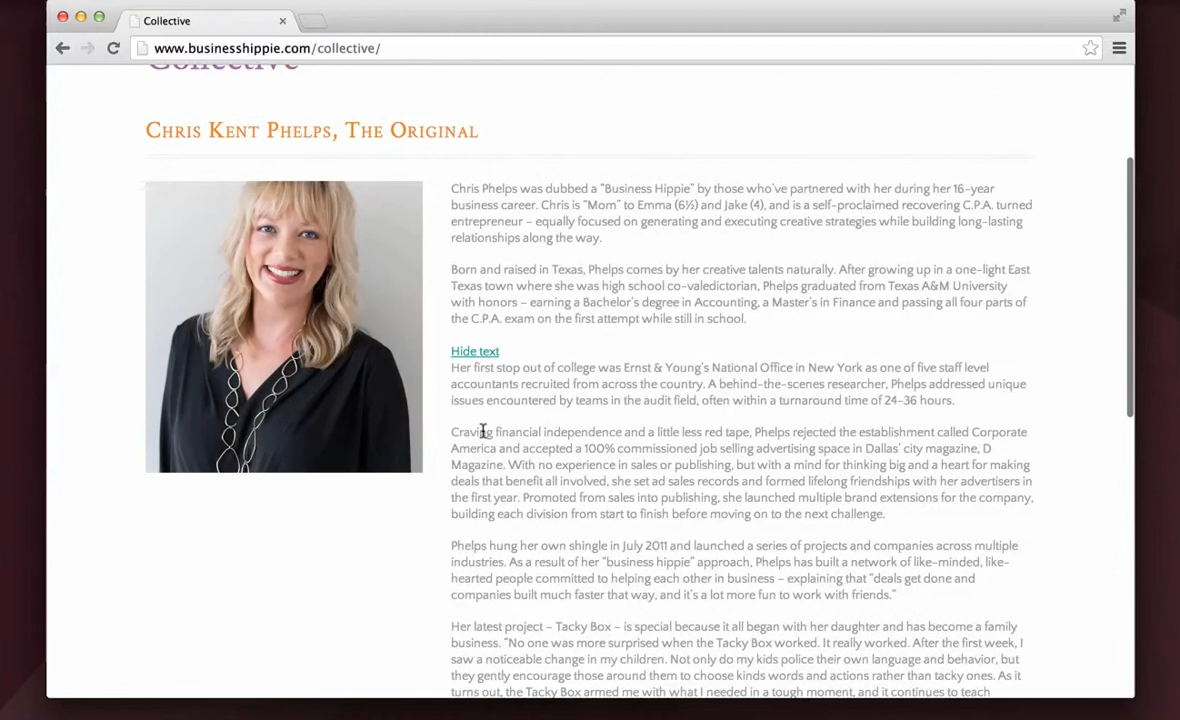 Collective
www.businesshippie.com/collective/
Collective
Chris Kent Phelps, The Original
Chris Phelps was dubbed a "Business Hippie" by those who've partnered with her during her 16-year
business career. Chris is "Mom" to Emma (6½) and Jake (4), and is a self-proclaimed recovering C.P.A. turned
entrepreneur – equally focused on generating and executing creative strategies while building long-lasting
relationships along the way.
Born and raised in Texas, Phelps comes by her creative talents naturally. After growing up in a one-light East
Texas town where she was high school co-valedictorian, Phelps graduated from Texas A&M University
with honors – earning a Bachelor's degree in Accounting, a Master's in Finance and passing all four parts of
the C.P.A. exam on the first attempt while still in school.
Hide text
Her first stop out of college was Ernst & Young's National Office in New York as one of five staff level
accountants recruited from across the country. A behind-the-scenes researcher, Phelps addressed unique
issues encountered by teams in the audit field, often within a turnaround time of 24-36 hours.
Craving financial independence and a little less red tape, Phelps rejected the establishment called Corporate
America and accepted a 100% commissioned job selling advertising space in Dallas' city magazine, D
Magazine. With no experience in sales or publishing, but with a mind for thinking big and a heart for making
deals that benefit all involved, she set ad sales records and formed lifelong friendships with her advertisers in
the first year. Promoted from sales into publishing, she launched multiple brand extensions for the company,
building each division from start to finish before moving on to the next challenge.
Phelps hung her own shingle in July 2011 and launched a series of projects and companies across multiple
industries. As a result of her "business hippie" approach, Phelps has built a network of like-minded, like-
hearted people committed to helping each other in business – explaining that "deals get done and
companies built much faster that way, and it's a lot more fun to work with friends."
Her latest project – Tacky Box – is special because it all began with her daughter and has become a family
business. "No one was more surprised when the Tacky Box worked. It really worked. After the first week, I
saw a noticeable change in my children. Not only do my kids police their own language and behavior, but
they gently encourage those around them to choose kinds words and actions rather than tacky ones. As it
turns out, the Tacky Box armed me with what I needed in a tough moment, and it continues to teach